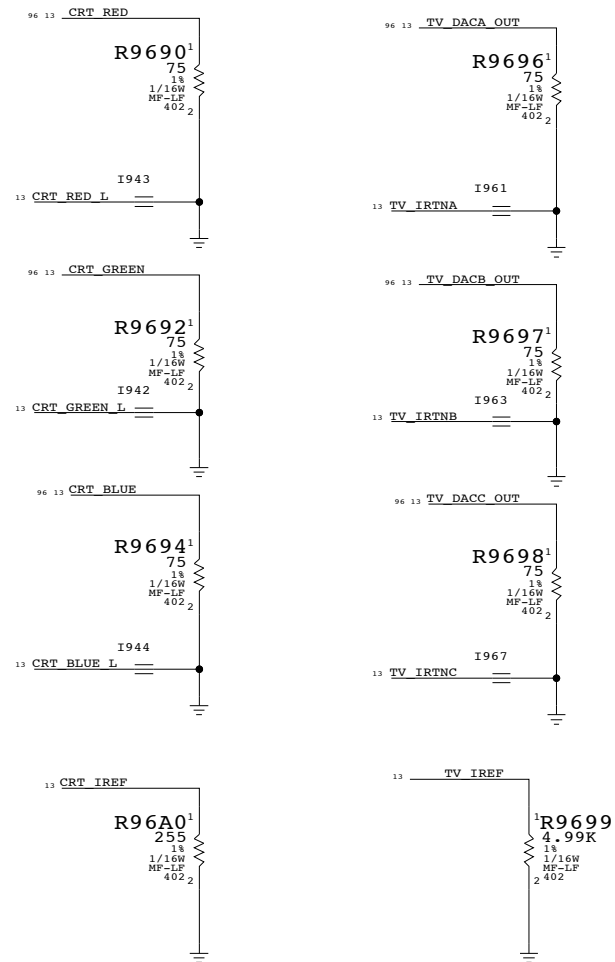 96 13 CRT_RED
R9690 1
75
1%
1/16W
MF-LF
402 2
I943
13 CRT_RED_L
96 13 CRT_GREEN
R9692 1
75
1%
1/16W
MF-LF
402 2
I942
13 CRT_GREEN_L
96 13 CRT_BLUE
R9694 1
75
1%
1/16W
MF-LF
402 2
I944
13 CRT_BLUE_L
13 CRT_IREF
R96A0 1
255
1%
1/16W
MF-LF
402 2
96 13 TV_DACA_OUT
R9696 1
75
1%
1/16W
MF-LF
402 2
I961
13 TV_IRTNA
96 13 TV_DACB_OUT
R9697 1
75
1%
1/16W
MF-LF
402 2
I963
13 TV_IRTNB
96 13 TV_DACC_OUT
R9698 1
75
1%
1/16W
MF-LF
402 2
I967
13 TV_IRTNC
13 TV_IREF
1 R9699
4.99K
1%
1/16W
MF-LF
2 402